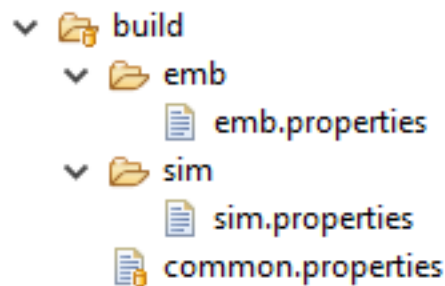 build
emb
emb.properties
sim
sim.properties
common.properties